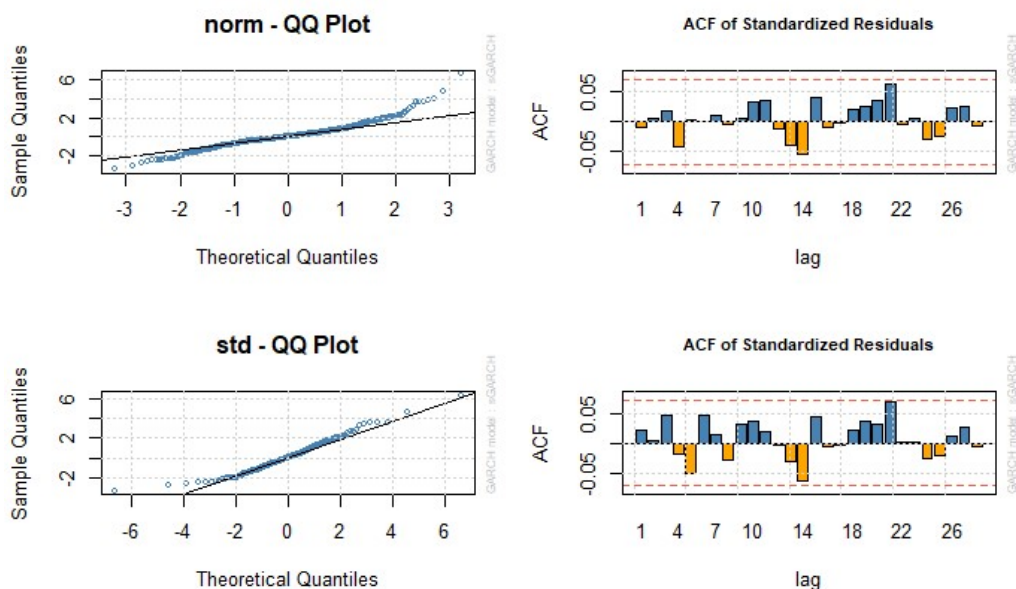 norm - QQ Plot
Sample Quantiles
6
2
-2
-3 -2 -1 0 1 2 3
Theoretical Quantiles
GARCH model : sGARCH
ACF of Standardized Residuals
ACF
0.05
-0.05
1 4 7 10 14 18 22 26
lag
GARCH model : sGARCH
std - QQ Plot
Sample Quantiles
6
2
-2
-6 -4 -2 0 2 4 6
Theoretical Quantiles
GARCH model : sGARCH
ACF of Standardized Residuals
ACF
0.05
-0.05
1 4 7 10 14 18 22 26
lag
GARCH model : sGARCH